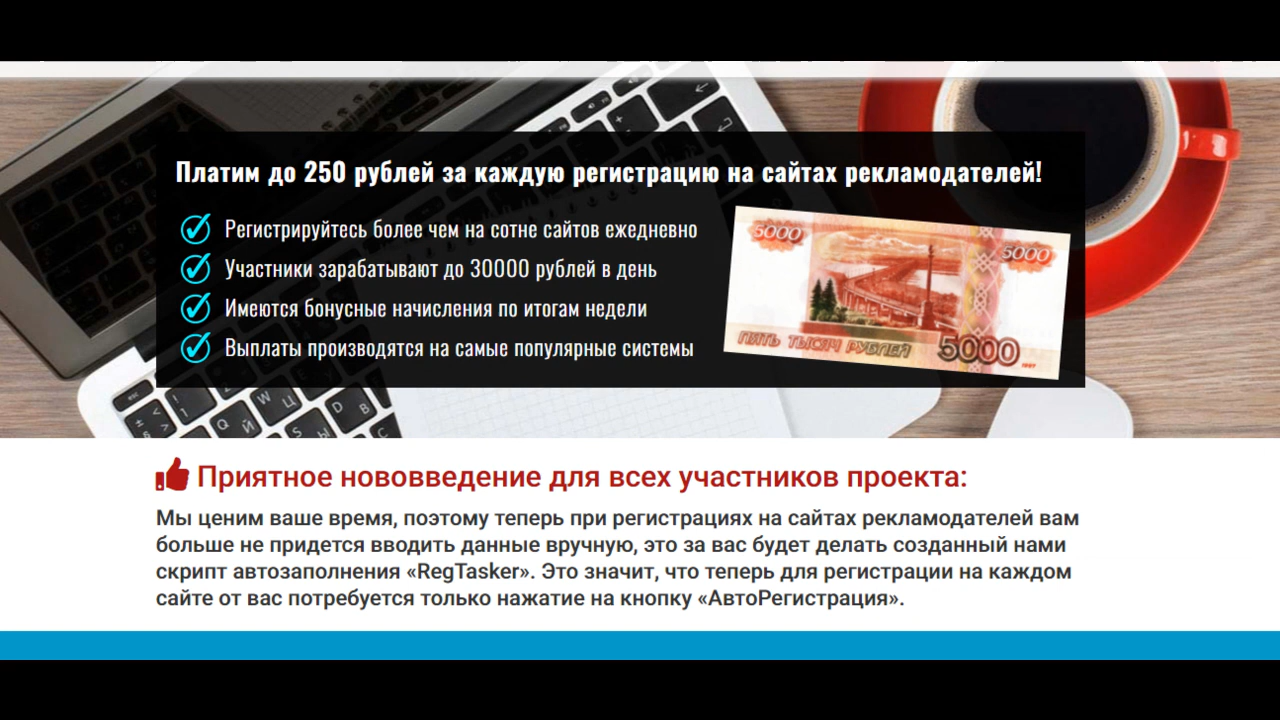 Платим до 250 рублей за каждую регистрацию на сайтах рекламодателей!
Регистрируйтесь более чем на сотне сайтов ежедневно
Участники зарабатывают до 30000 рублей в день
Имеются бонусные начисления по итогам недели
Выплаты производятся на самые популярные системы
5000
5000
ПЯТЬ ТЫСЯЧ РУБЛЕЙ
5000
1997
esc
Приятное нововведение для всех участников проекта:
Мы ценим ваше время, поэтому теперь при регистрациях на сайтах рекламодателей вам
больше не придется вводить данные вручную, это за вас будет делать созданный нами
скрипт автозаполнения «RegTasker». Это значит, что теперь для регистрации на каждом
сайте от вас потребуется только нажатие на кнопку «АвтоРегистрация».